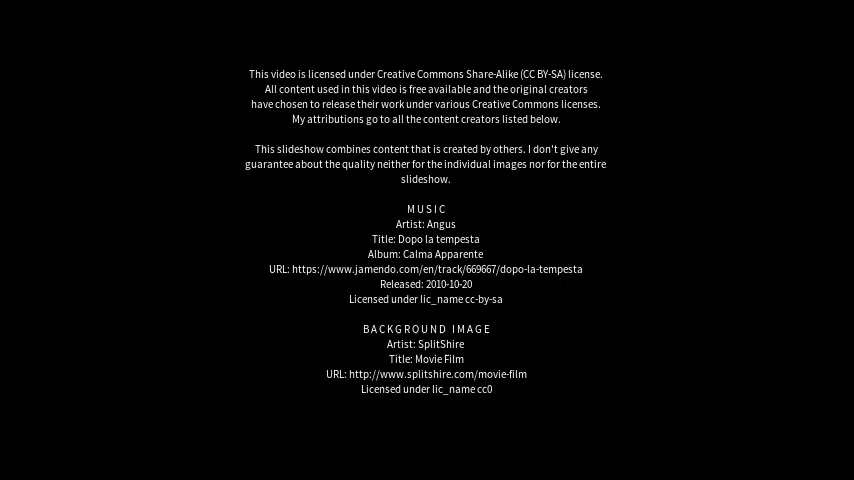 This video is licensed under Creative Commons Share-Alike (CC BY-SA) license.
All content used in this video is free available and the original creators
have chosen to release their work under various Creative Commons licenses.
My attributions go to all the content creators listed below.
This slideshow combines content that is created by others. I don't give any
guarantee about the quality neither for the individual images nor for the entire
slideshow.
MUSIC
Artist: Angus
Title: Dopo la tempesta
Album: Calma Apparente
URL: https://www.jamendo.com/en/track/669667/dopo-la-tempesta
Released: 2010-10-20
Licensed under lic_name cc-by-sa
BACKGROUND IMAGE
Artist: SplitShire
Title: Movie Film
URL: http://www.splitshire.com/movie-film
Licensed under lic_name cc0